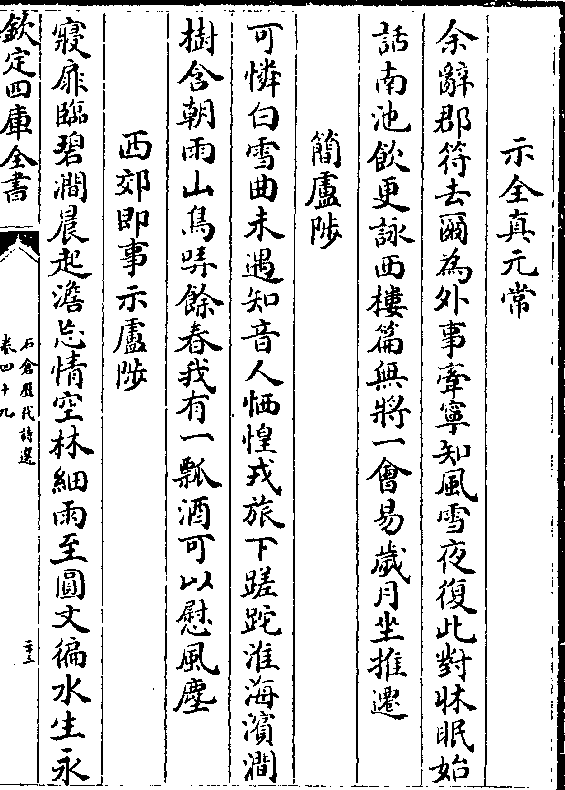 示全真元常
余辭郡符去爾為外事牽寧知風雪夜復此對牀眠始
話南池飲更詠西樓篇無將一會易歲月坐推遷
簡盧陟
可憐白雪曲未遇知音人恓惶戎旅下蹉跎淮海濱澗
樹含朝雨山鳥哢餘春我有一瓢酒可以慰風塵
西郊即事示盧陟
寢扉臨碧澗晨起澹忘情空林細雨至圓文徧水生永
欽定四庫全書
石倉歷代詩選
卷四十九
二十三